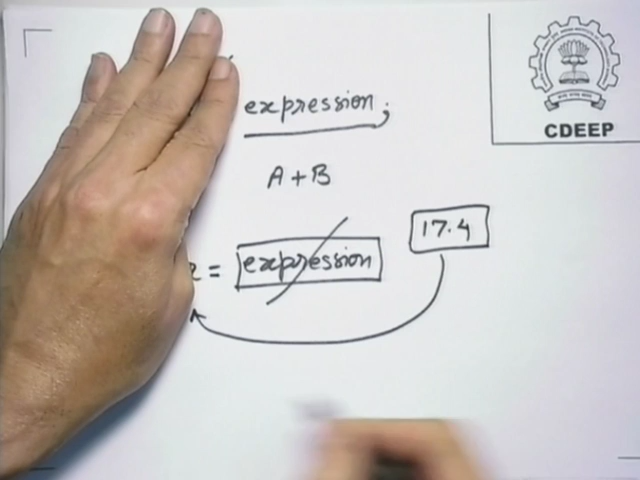 expression;
A + B
= expression
17.4
CDEEP